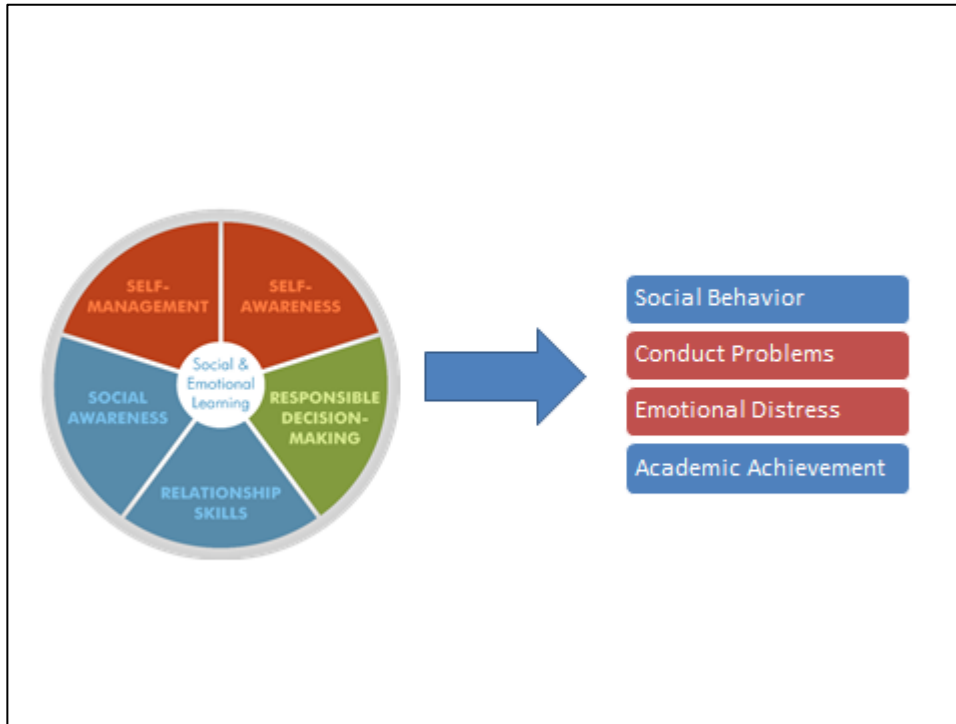 SELF-
MANAGEMENT
SELF-
AWARENESS
SOCIAL
AWARENESS
Social &
Emotional
Learning
RESPONSIBLE
DECISION-
MAKING
RELATIONSHIP
SKILLS
Social Behavior
Conduct Problems
Emotional Distress
Academic Achievement